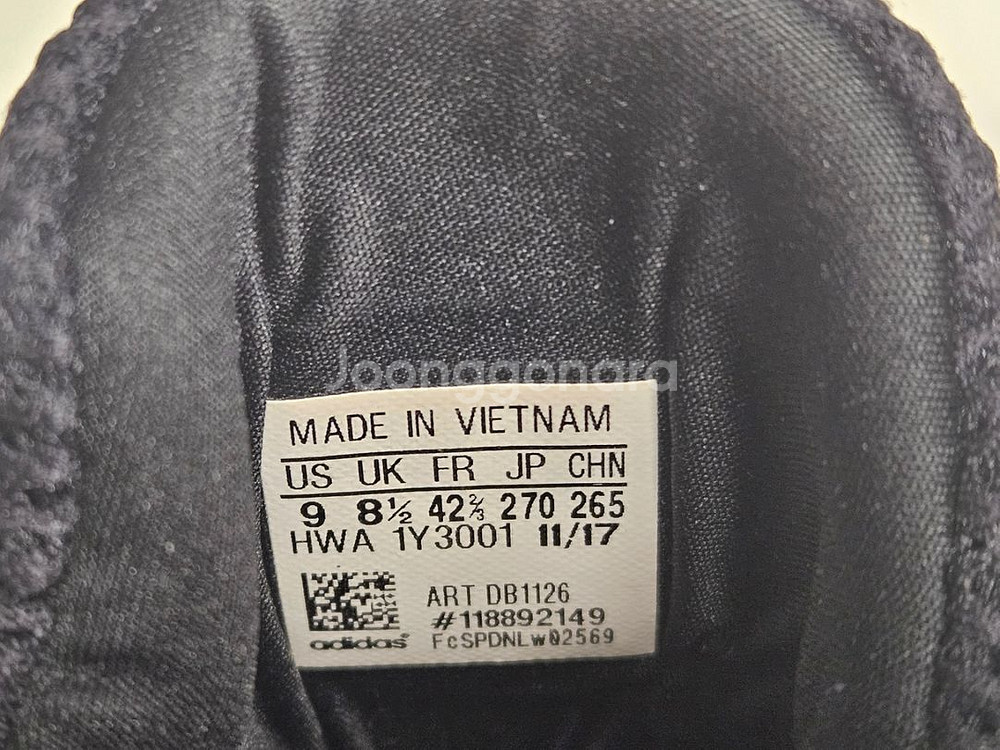 Joonggonara
MADE IN VIETNAM
US UK FR JP CHN
9 8½ 42⅔ 270 265
HWA 1Y3001 11/17
ART DB1126
#118892149
adidas FcSPDNLw02569